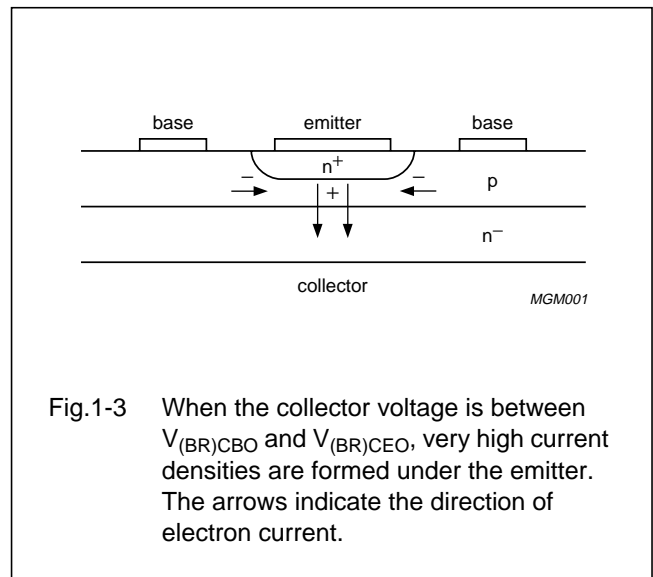 base emitter base
n+
− −
+ p
n−
collector
MGM001
Fig.1-3 When the collector voltage is between
V(BR)CBO and V(BR)CEO, very high current
densities are formed under the emitter.
The arrows indicate the direction of
electron current.